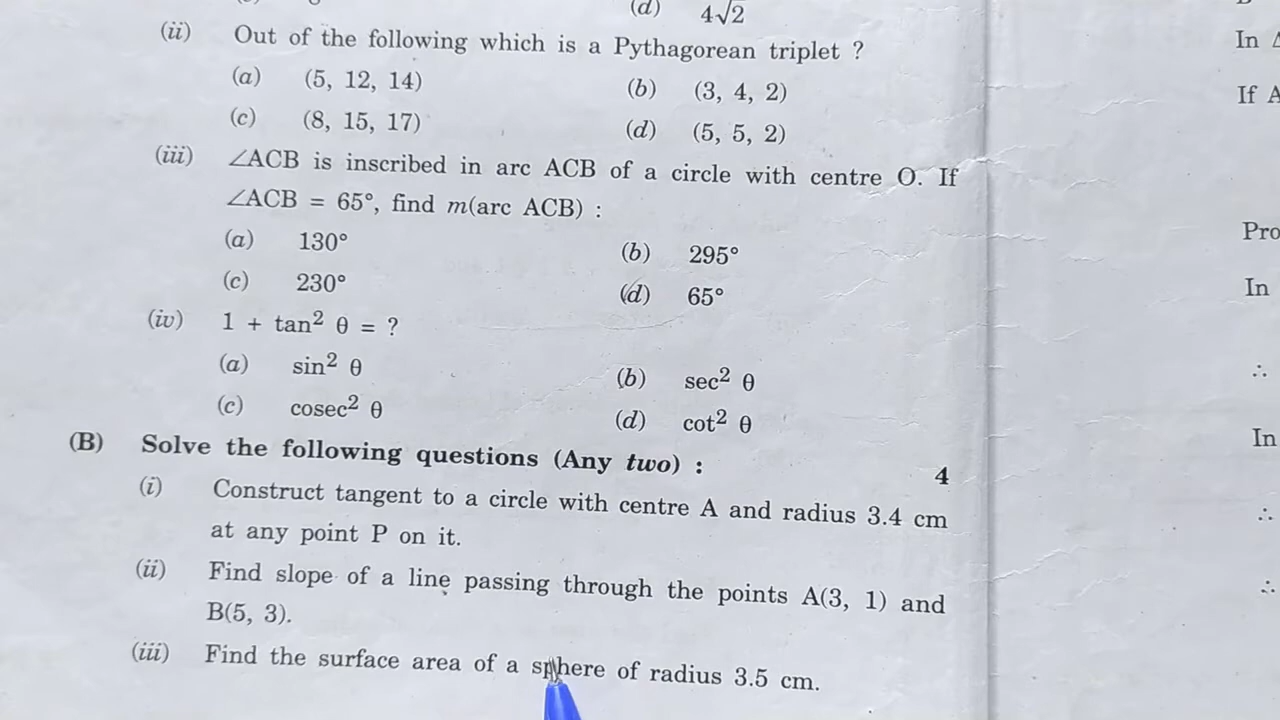 (d) 4√2
(ii) Out of the following which is a Pythagorean triplet ?
(a) (5, 12, 14) (b) (3, 4, 2)
(c) (8, 15, 17) (d) (5, 5, 2)
(iii) ∠ACB is inscribed in arc ACB of a circle with centre O. If
∠ACB = 65°, find m(arc ACB) :
(a) 130° (b) 295°
(c) 230° (d) 65°
(iv) 1 + tan² θ = ?
(a) sin² θ (b) sec² θ
(c) cosec² θ (d) cot² θ
(B) Solve the following questions (Any two) : 4
(i) Construct tangent to a circle with centre A and radius 3.4 cm
at any point P on it.
(ii) Find slope of a line passing through the points A(3, 1) and
B(5, 3).
(iii) Find the surface area of a sphere of radius 3.5 cm.
In
If A
Pro
In
∴
In
∴
∴